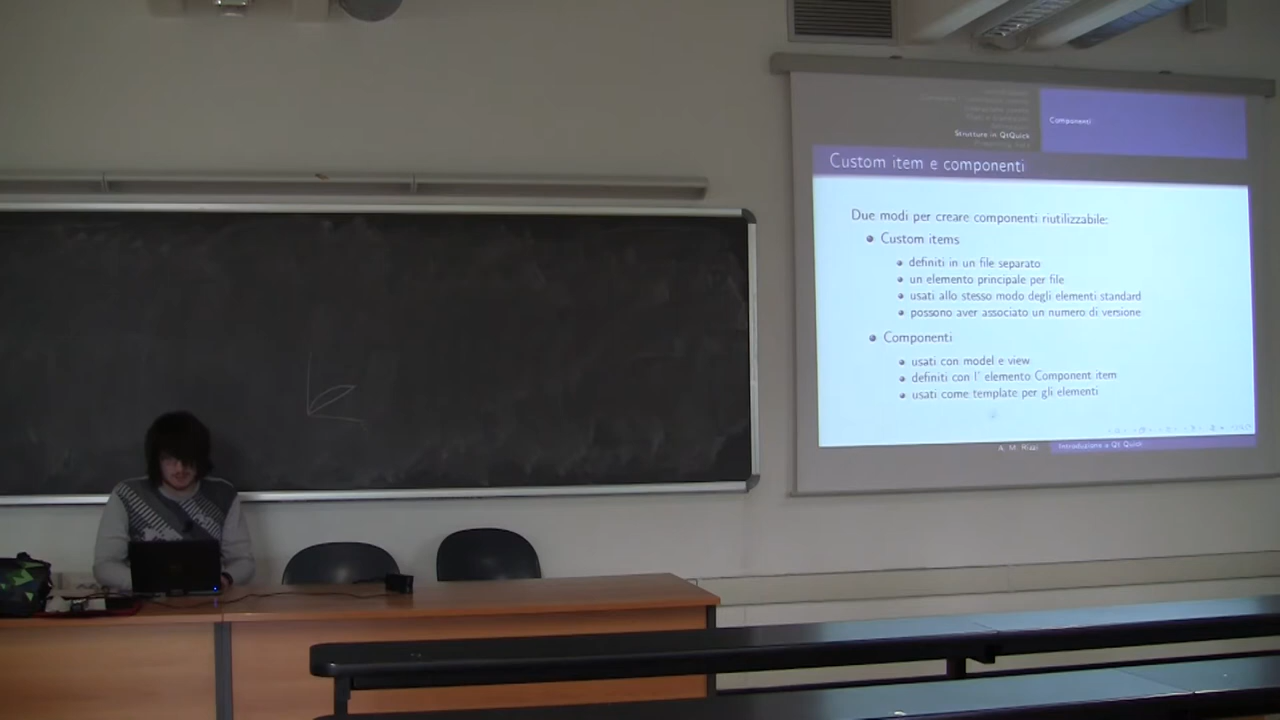 Struttura in QtQuick
Componenti
Custom item e componenti
Due modi per creare componenti riutilizzabile:
Custom items
definiti in un file separato
un elemento principale per file
usati allo stesso modo degli elementi standard
possono aver associato un numero di versione
Componenti
usati con model e view
definiti con l' elemento Component item
usati come template per gli elementi
A. M. Rizzi
Introduzione a Qt Quick